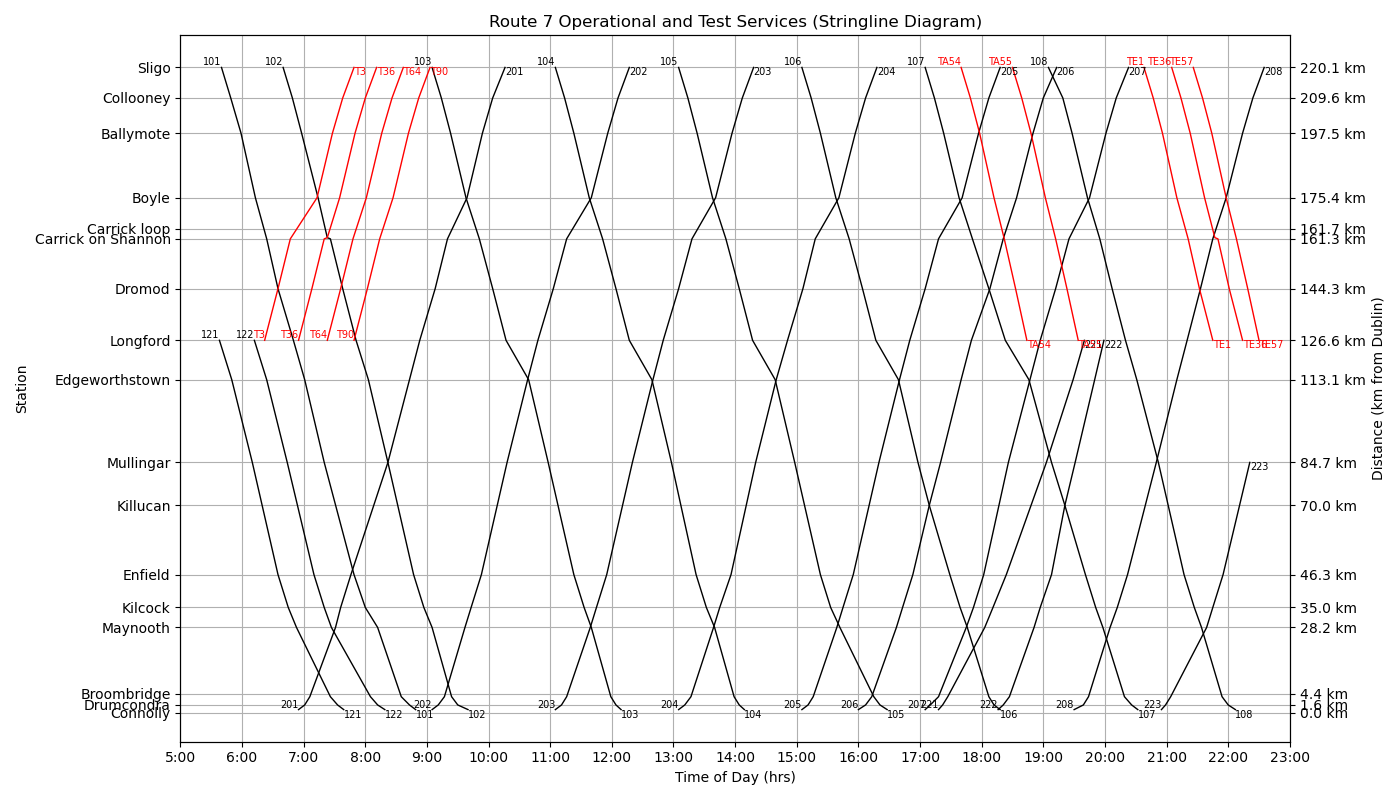 Route 7 Operational and Test Services (Stringline Diagram)
101 102 103 104 105 106 107 TA54 TA55 108 TE1 TE36 TE57
Sligo 220.1 km
T3 T36 T64 T90 201 202 203 204 205 206 207 208
Collooney 209.6 km
Ballymote 197.5 km
Boyle 175.4 km
Carrick loop 161.7 km
Carrick on Shannon 161.3 km
Dromod 144.3 km
121 122 T3 T36 T64 T90
Longford 126.6 km
TA54 TA55 221 222 TE1 TE36 TE57
Edgeworthstown 113.1 km
Mullingar 84.7 km
223
Killucan 70.0 km
Enfield 46.3 km
Kilcock 35.0 km
Maynooth 28.2 km
Broombridge 4.4 km
Drumcondra 1.6 km
201 202 203 204 205 206 207 221 222 208 223
Connolly 0.0 km
121 122 101 102 103 104 105 106 107 108
5:00 6:00 7:00 8:00 9:00 10:00 11:00 12:00 13:00 14:00 15:00 16:00 17:00 18:00 19:00 20:00 21:00 22:00 23:00
Time of Day (hrs)
Station
Distance (km from Dublin)